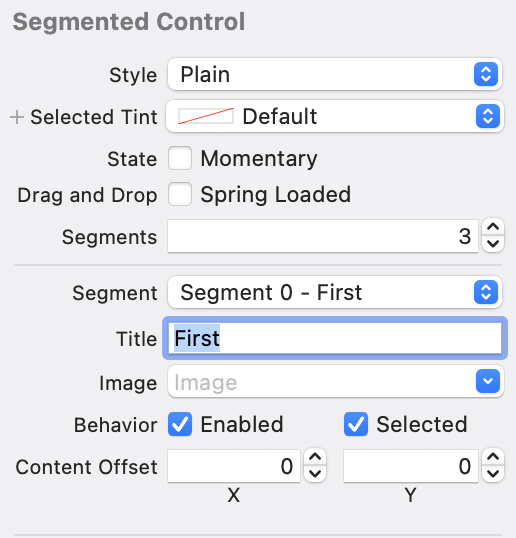 Segmented Control
Style Plain
+ Selected Tint Default
State Momentary
Drag and Drop Spring Loaded
Segments 3
Segment Segment 0 - First
Title First
Image Image
Behavior Enabled Selected
Content Offset 0 0
X Y